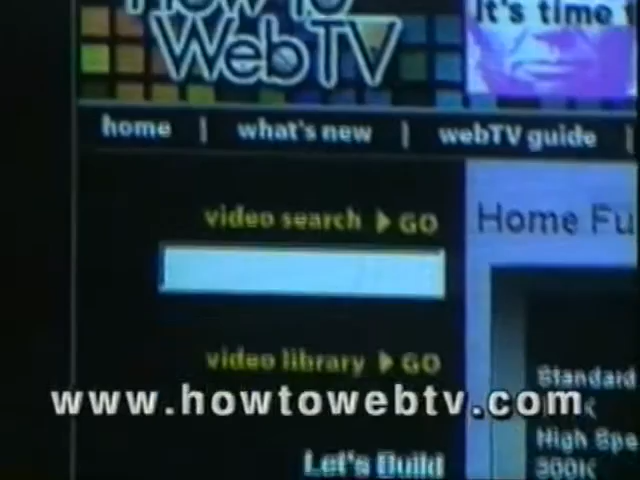 How To
WebTV
It's time
home | what's new | webTV guide |
video search GO
Home Fu
video library GO
Standard
www.howtowebtv.com
K
High Spe
Let's Build
300K